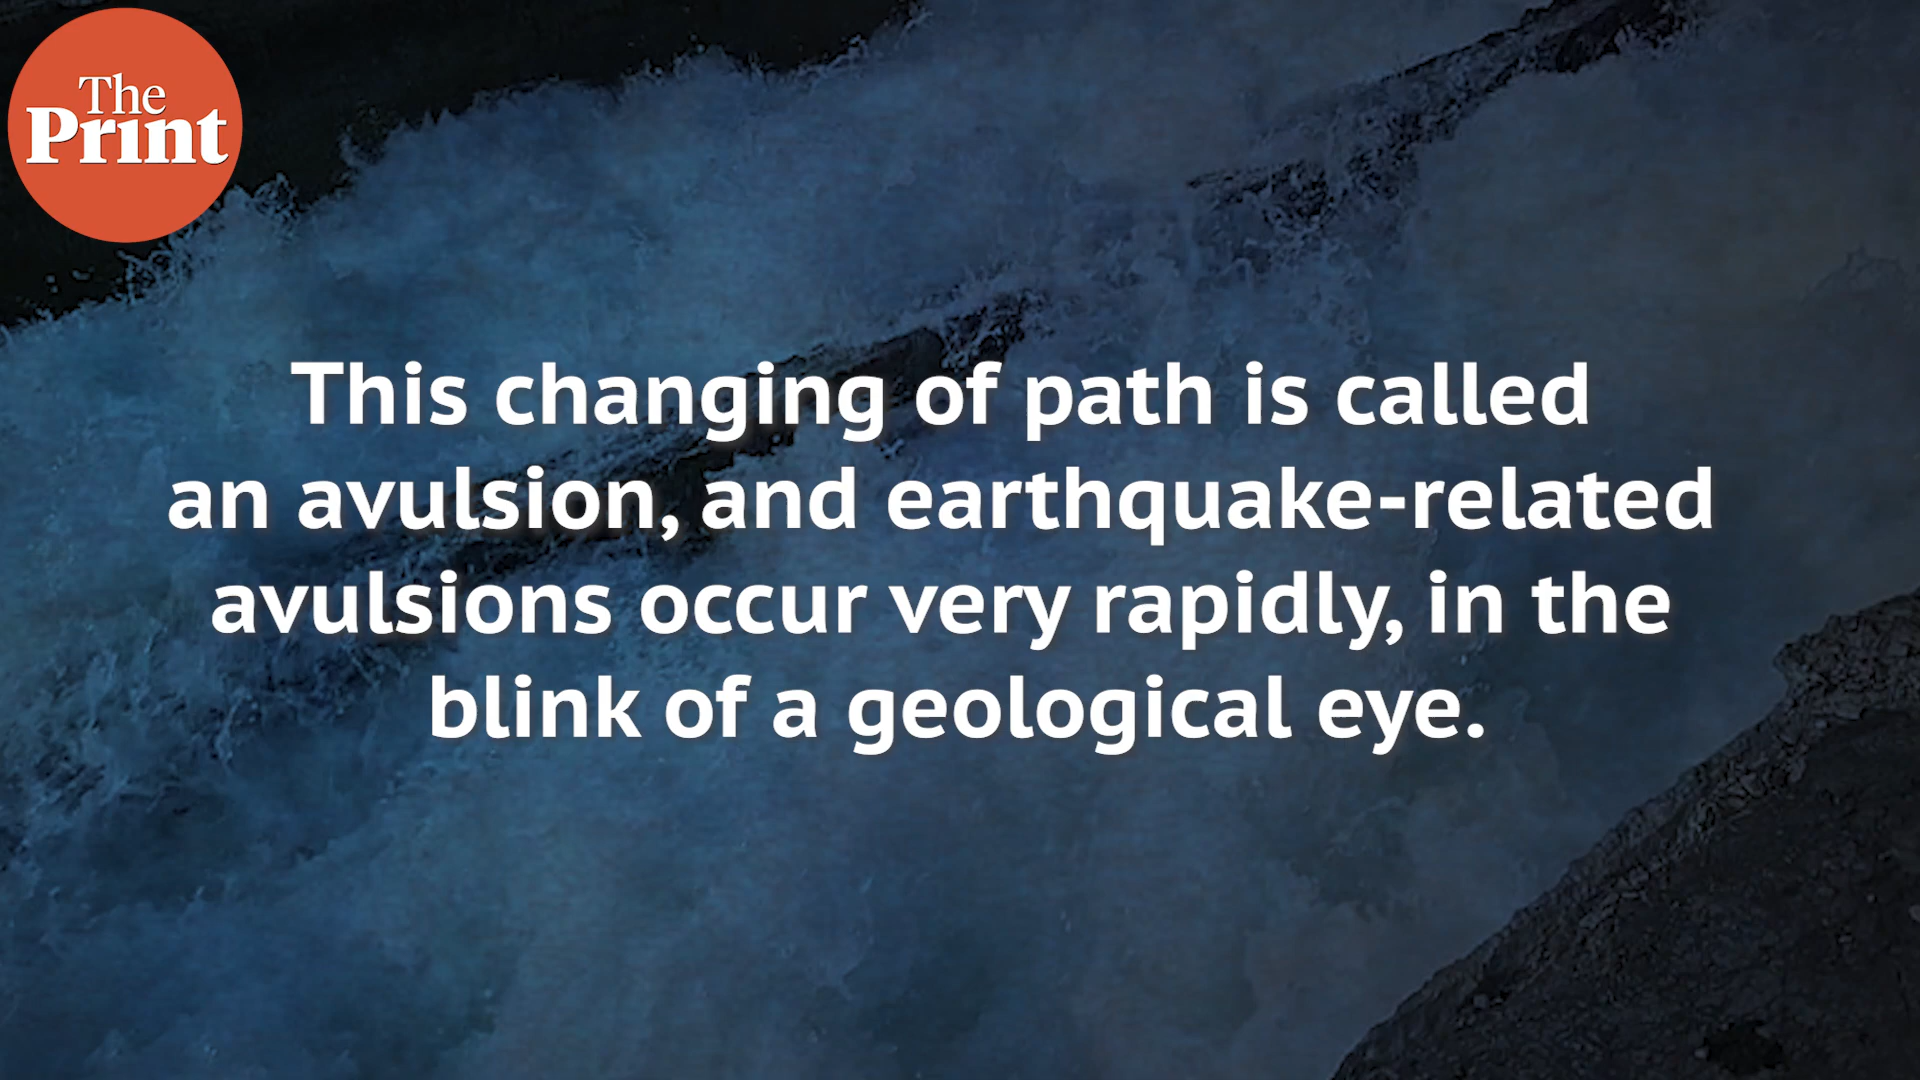 The
Print
This changing of path is called
an avulsion, and earthquake-related
avulsions occur very rapidly, in the
blink of a geological eye.